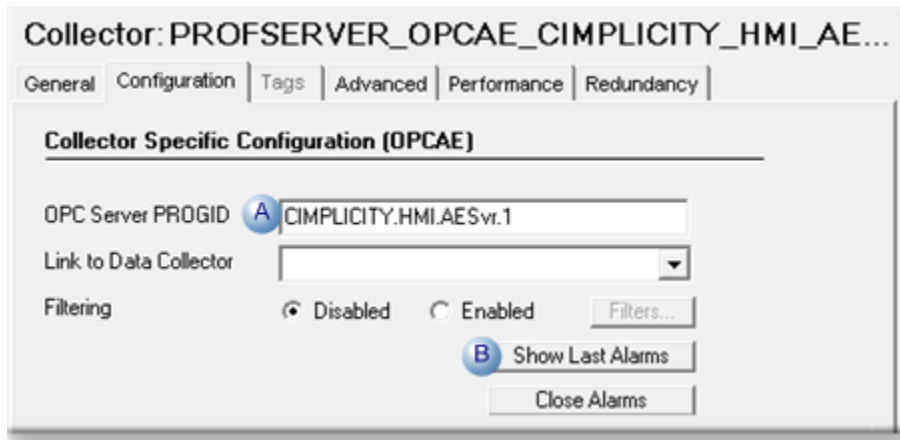 Collector: PROFSERVER_OPCAE_CIMPLICITY_HMI_AE...
General Configuration Tags Advanced Performance Redundancy
Collector Specific Configuration (OPCAE)
OPC Server PROGID A CIMPLICITY.HMI.AESvr.1
Link to Data Collector
Filtering Disabled Enabled Filters...
B Show Last Alarms
Close Alarms